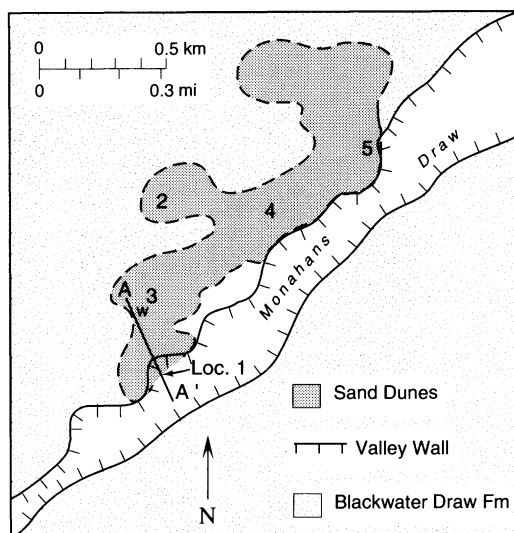 0 0.5 km
0 0.3 mi
5
Draw
2
4
Monahans
A
3
w
Loc. 1
A'
Sand Dunes
Valley Wall
N
Blackwater Draw Fm